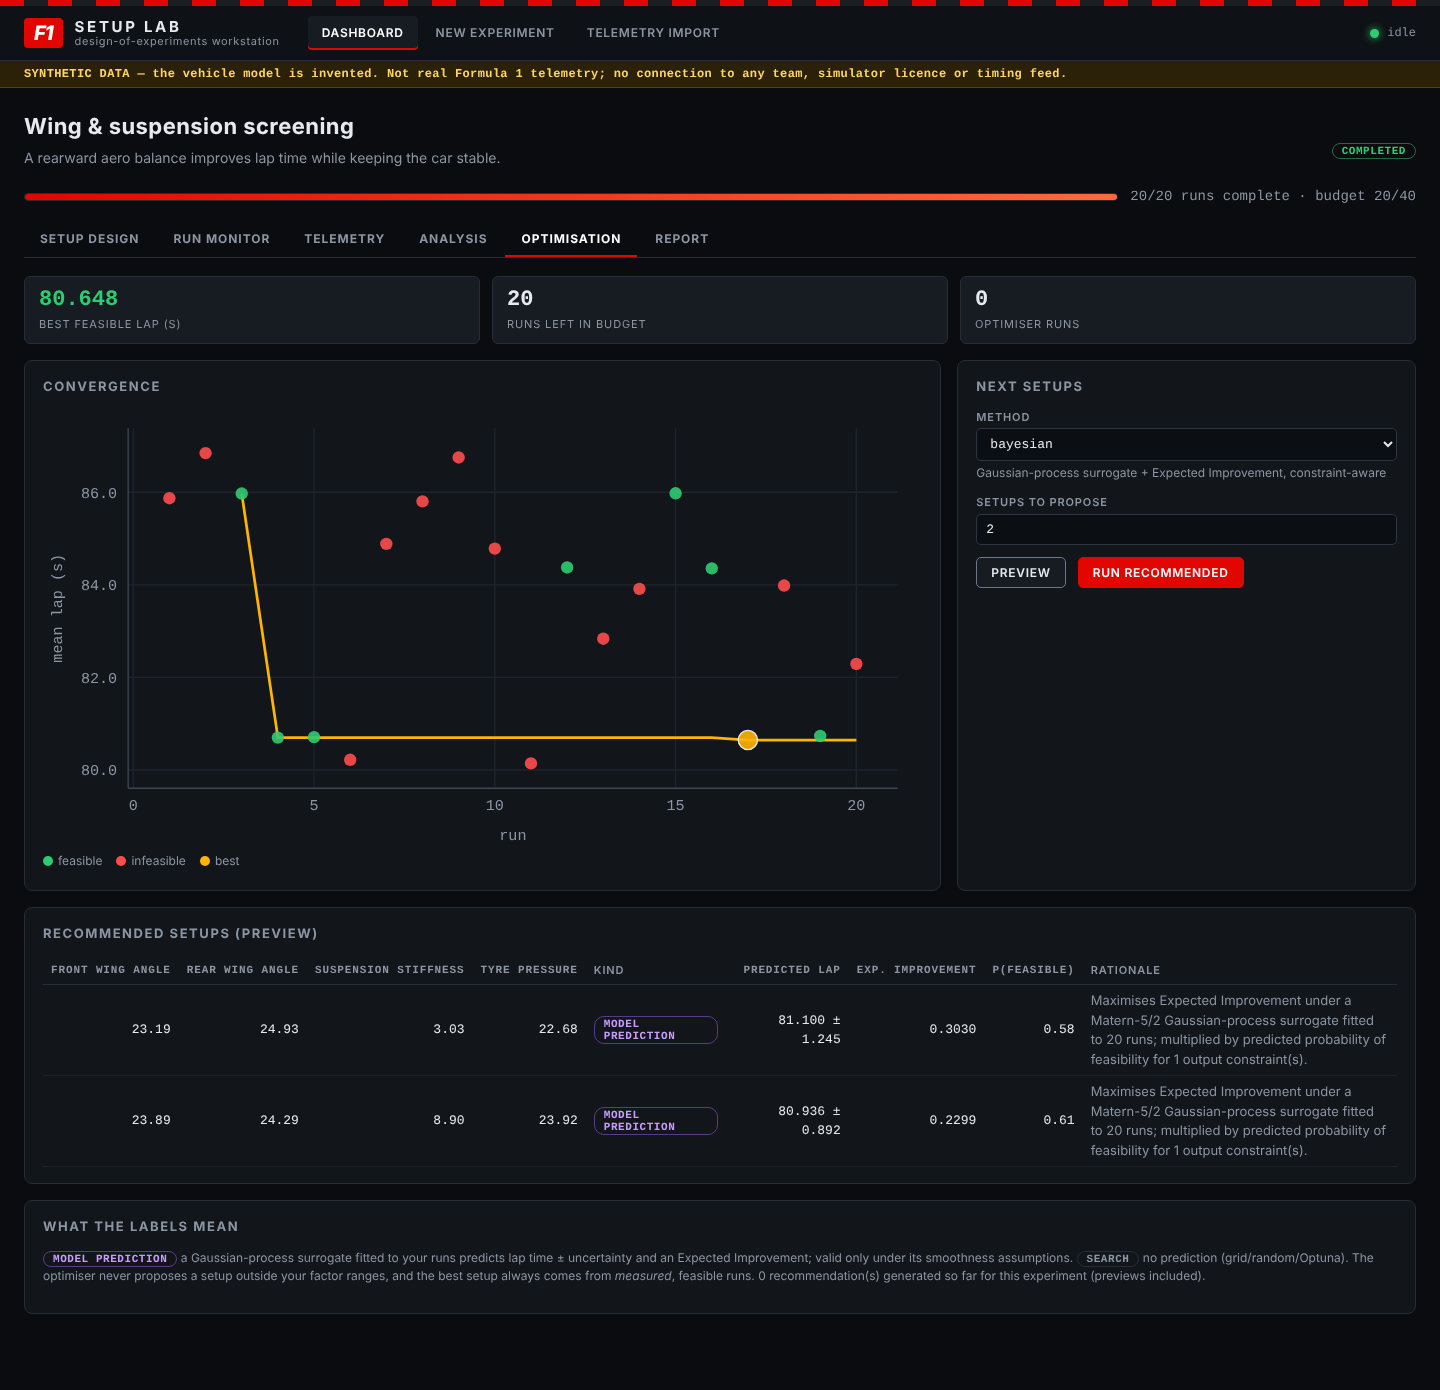 F1 SETUP LAB
design-of-experiments workstation
DASHBOARD NEW EXPERIMENT TELEMETRY IMPORT
idle
SYNTHETIC DATA — the vehicle model is invented. Not real Formula 1 telemetry; no connection to any team, simulator licence or timing feed.
Wing & suspension screening
A rearward aero balance improves lap time while keeping the car stable.
COMPLETED
20/20 runs complete · budget 20/40
SETUP DESIGN RUN MONITOR TELEMETRY ANALYSIS OPTIMISATION REPORT
80.648
BEST FEASIBLE LAP (S)
20
RUNS LEFT IN BUDGET
0
OPTIMISER RUNS
CONVERGENCE
86.0
84.0
82.0
80.0
mean lap (s)
0 5 10 15 20
run
feasible infeasible best
NEXT SETUPS
METHOD
bayesian
Gaussian-process surrogate + Expected Improvement, constraint-aware
SETUPS TO PROPOSE
2
PREVIEW RUN RECOMMENDED
RECOMMENDED SETUPS (PREVIEW)
FRONT WING ANGLE REAR WING ANGLE SUSPENSION STIFFNESS TYRE PRESSURE KIND PREDICTED LAP EXP. IMPROVEMENT P(FEASIBLE) RATIONALE
23.19 24.93 3.03 22.68
MODEL
PREDICTION
81.100 ±
1.245
0.3030 0.58
Maximises Expected Improvement under a
Matern-5/2 Gaussian-process surrogate fitted
to 20 runs; multiplied by predicted probability of
feasibility for 1 output constraint(s).
23.89 24.29 8.90 23.92
MODEL
PREDICTION
80.936 ±
0.892
0.2299 0.61
Maximises Expected Improvement under a
Matern-5/2 Gaussian-process surrogate fitted
to 20 runs; multiplied by predicted probability of
feasibility for 1 output constraint(s).
WHAT THE LABELS MEAN
MODEL PREDICTION a Gaussian-process surrogate fitted to your runs predicts lap time ± uncertainty and an Expected Improvement; valid only under its smoothness assumptions. SEARCH no prediction (grid/random/Optuna). The
optimiser never proposes a setup outside your factor ranges, and the best setup always comes from measured, feasible runs. 0 recommendation(s) generated so far for this experiment (previews included).